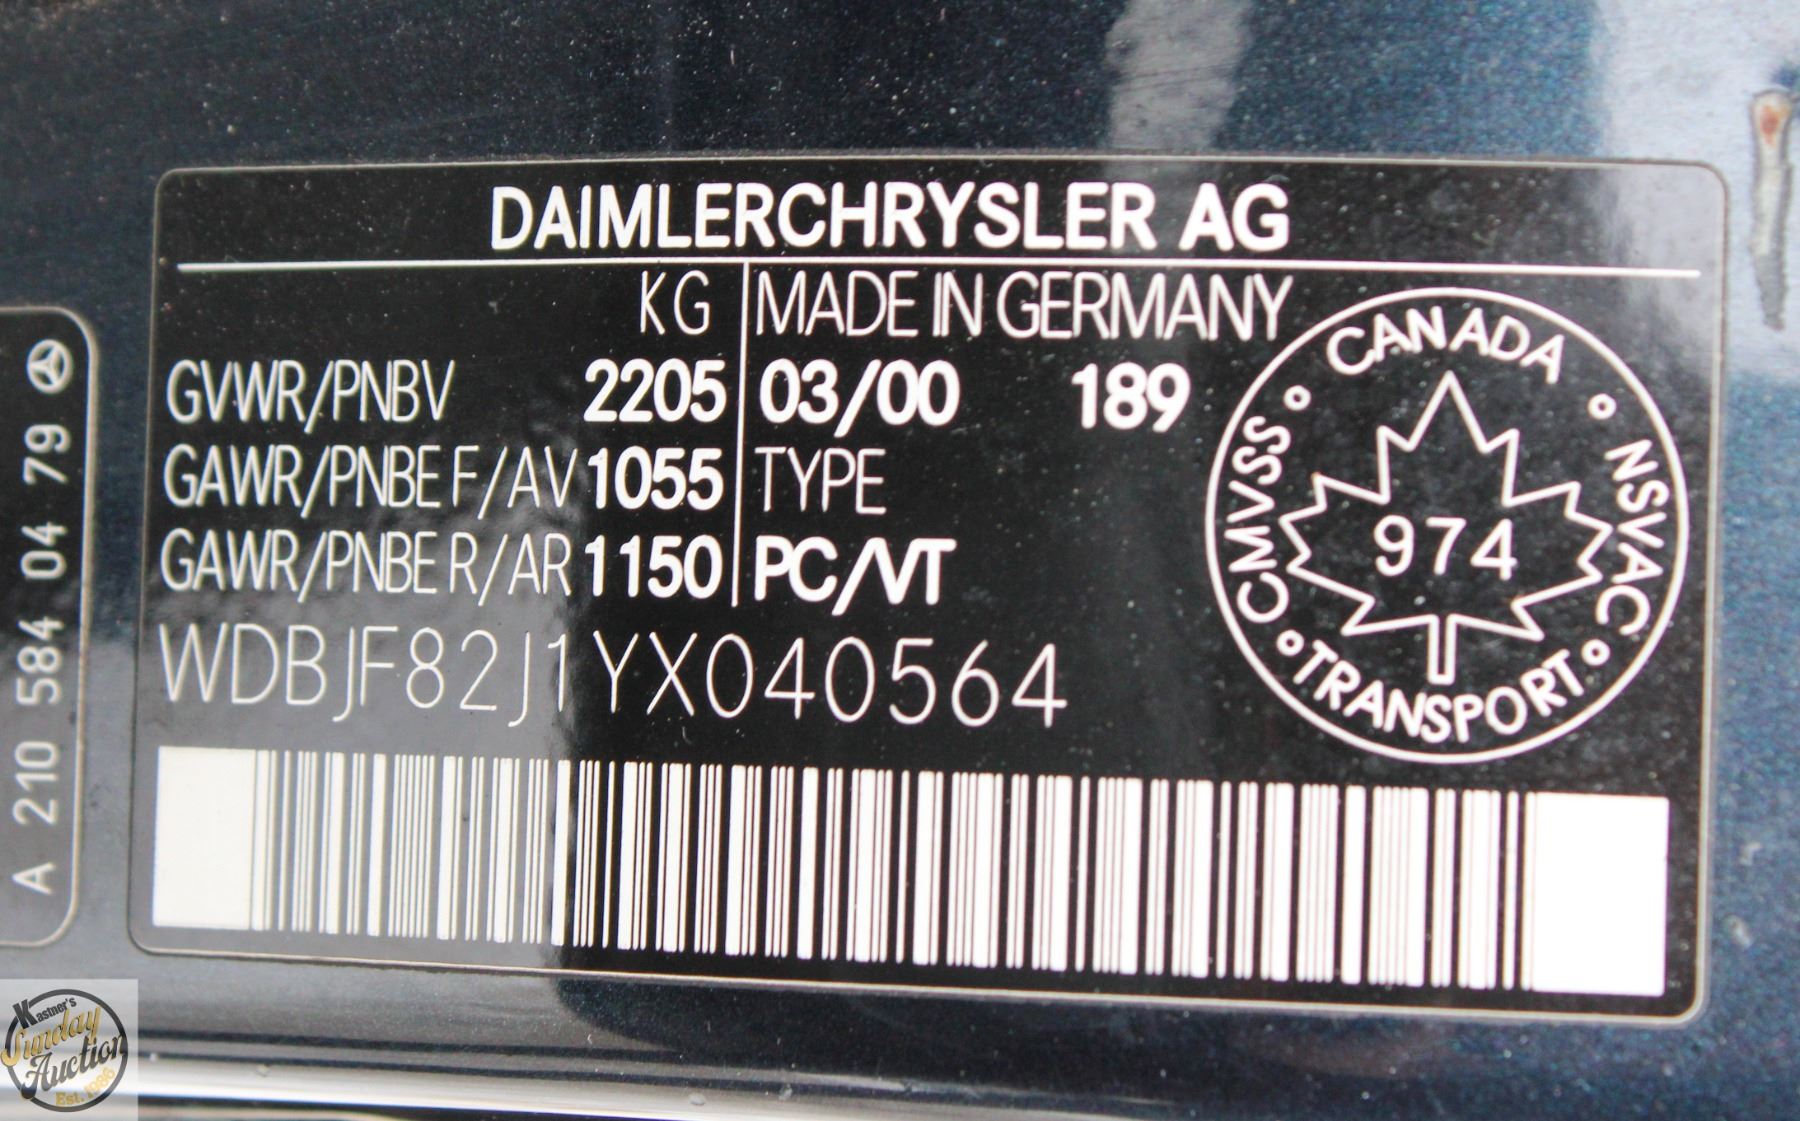 DAIMLERCHRYSLER AG
KG MADE IN GERMANY
GVWR/PNBV 2205 03/00 189
GAWR/PNBE F/AV 1055 TYPE
GAWR/PNBE R/AR 1150 PC/VT
WDBJF82J1YX040564
CANADA
CMVSS
NSVAC
TRANSPORT
974
A 210 584 04 79
Kastner's
Sunday
Auction
Est. 1986